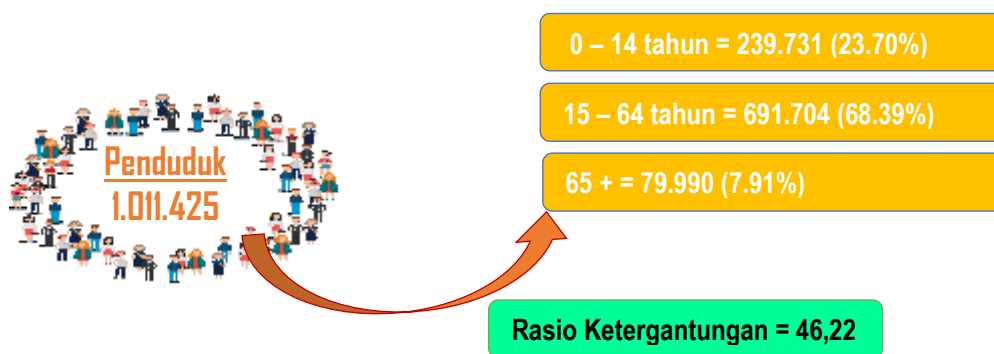 0 – 14 tahun = 239.731 (23.70%)
15 – 64 tahun = 691.704 (68.39%)
65 + = 79.990 (7.91%)
Penduduk
1.011.425
Rasio Ketergantungan = 46,22